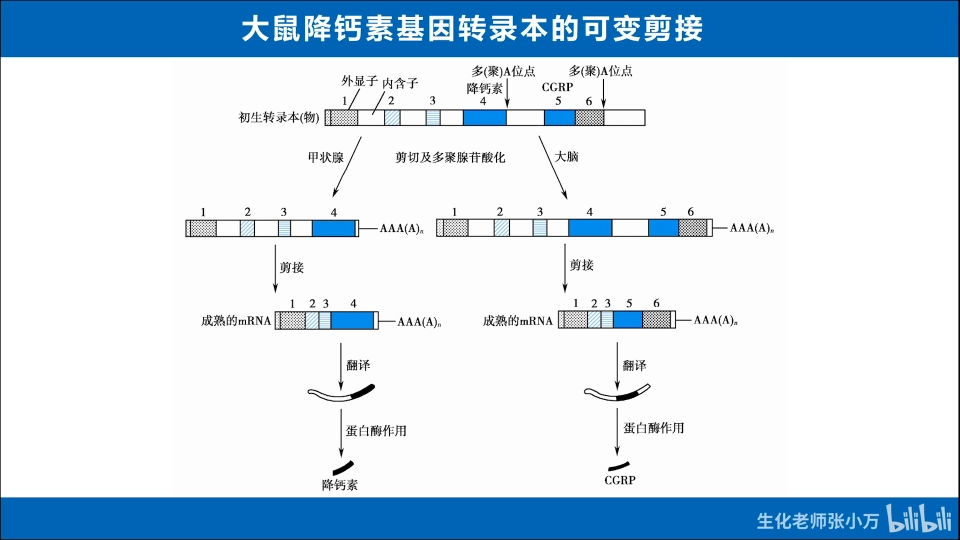 大鼠降钙素基因转录本的可变剪接
多(聚)A位点 多(聚)A位点
外显子 内含子 降钙素 CGRP
1 2 3 4 5 6
初生转录本(物)
甲状腺 剪切及多聚腺苷酸化 大脑
1 2 3 4 1 2 3 4 5 6
AAA(A)n AAA(A)n
剪接 剪接
1 2 3 4 1 2 3 5 6
成熟的mRNA AAA(A)n 成熟的mRNA AAA(A)n
翻译 翻译
蛋白酶作用 蛋白酶作用
降钙素 CGRP
生化老师张小万 bilibili